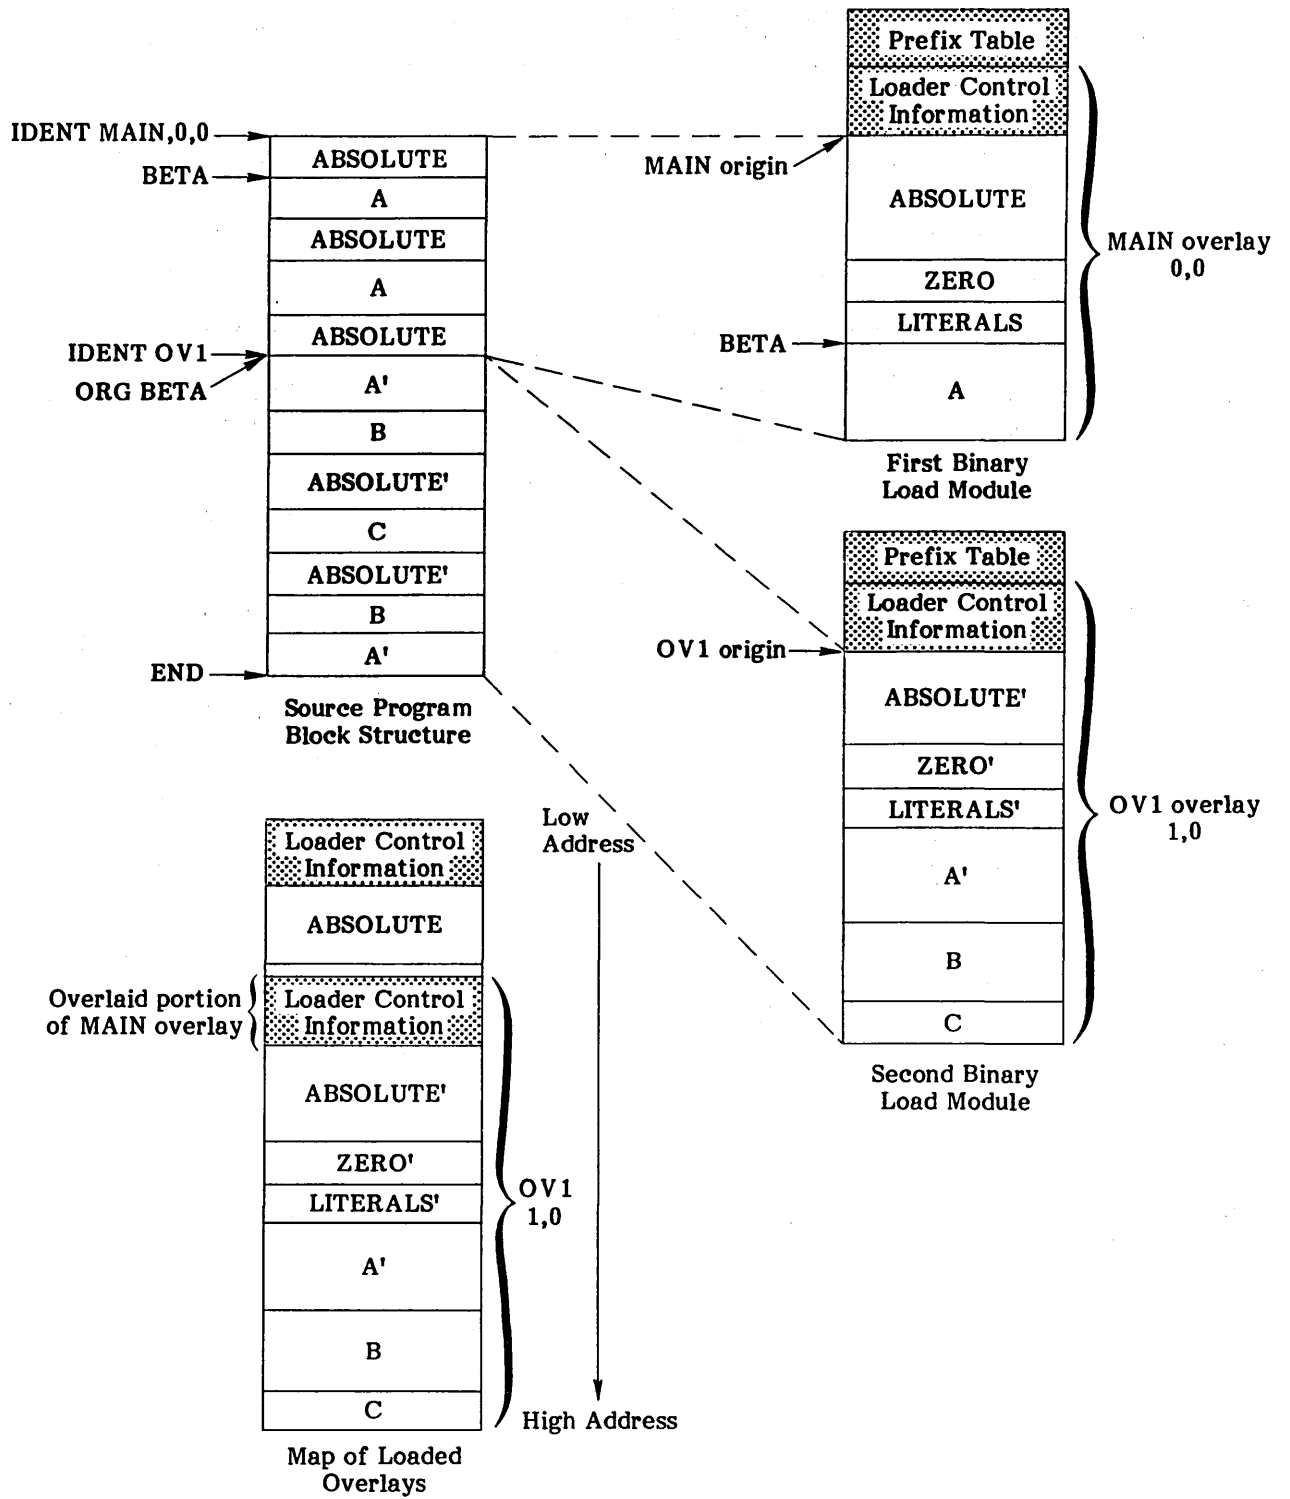 IDENT MAIN,0,0
BETA
ABSOLUTE
A
ABSOLUTE
A
ABSOLUTE
IDENT OV1
ORG BETA
A'
B
ABSOLUTE'
C
ABSOLUTE'
B
A'
END
Source Program
Block Structure
Prefix Table
Loader Control
Information
MAIN origin
ABSOLUTE
ZERO
LITERALS
BETA
A
MAIN overlay
0,0
First Binary
Load Module
Prefix Table
Loader Control
Information
OV1 origin
ABSOLUTE'
ZERO'
LITERALS'
A'
B
C
OV1 overlay
1,0
Second Binary
Load Module
Low
Address
High Address
Loader Control
Information
ABSOLUTE
Overlaid portion
of MAIN overlay
Loader Control
Information
ABSOLUTE'
ZERO'
LITERALS'
A'
B
C
OV1
1,0
Map of Loaded
Overlays